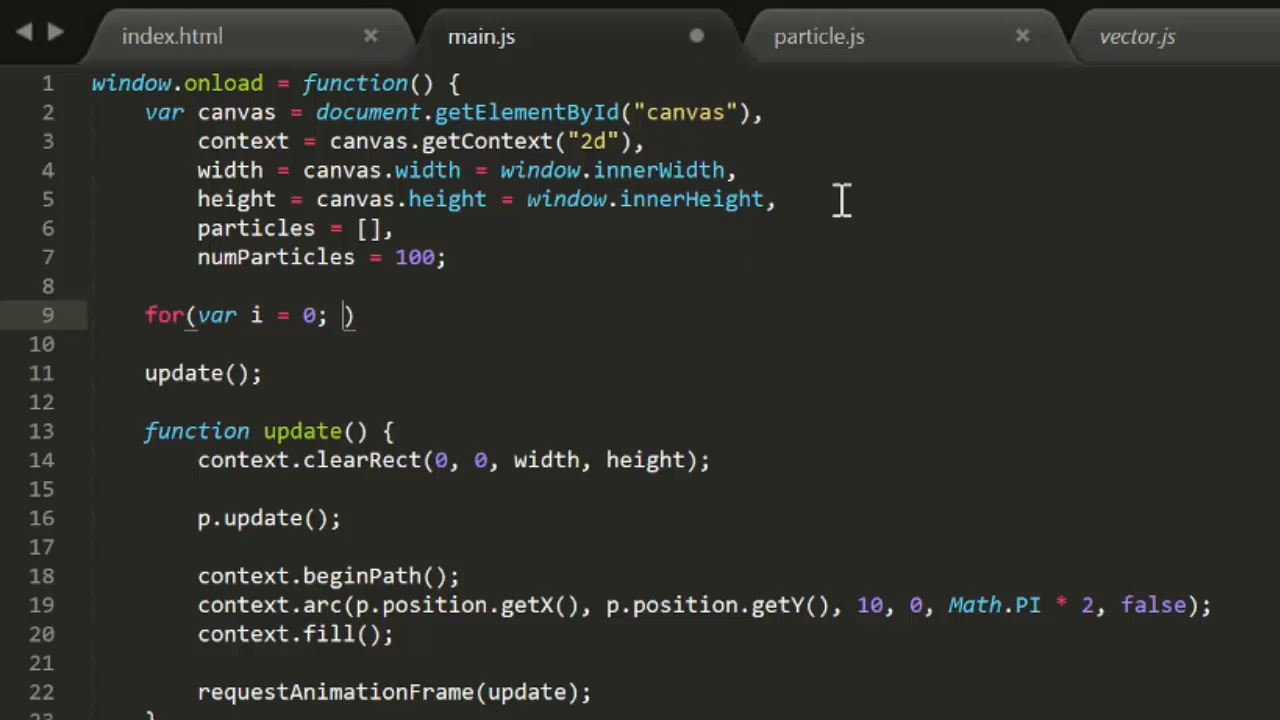 index.html × main.js particle.js × vector.js
1 window.onload = function() {
2 var canvas = document.getElementById("canvas"),
3 context = canvas.getContext("2d"),
4 width = canvas.width = window.innerWidth,
5 height = canvas.height = window.innerHeight,
6 particles = [],
7 numParticles = 100;
8
9 for(var i = 0; )
10
11 update();
12
13 function update() {
14 context.clearRect(0, 0, width, height);
15
16 p.update();
17
18 context.beginPath();
19 context.arc(p.position.getX(), p.position.getY(), 10, 0, Math.PI * 2, false);
20 context.fill();
21
22 requestAnimationFrame(update);
23 }